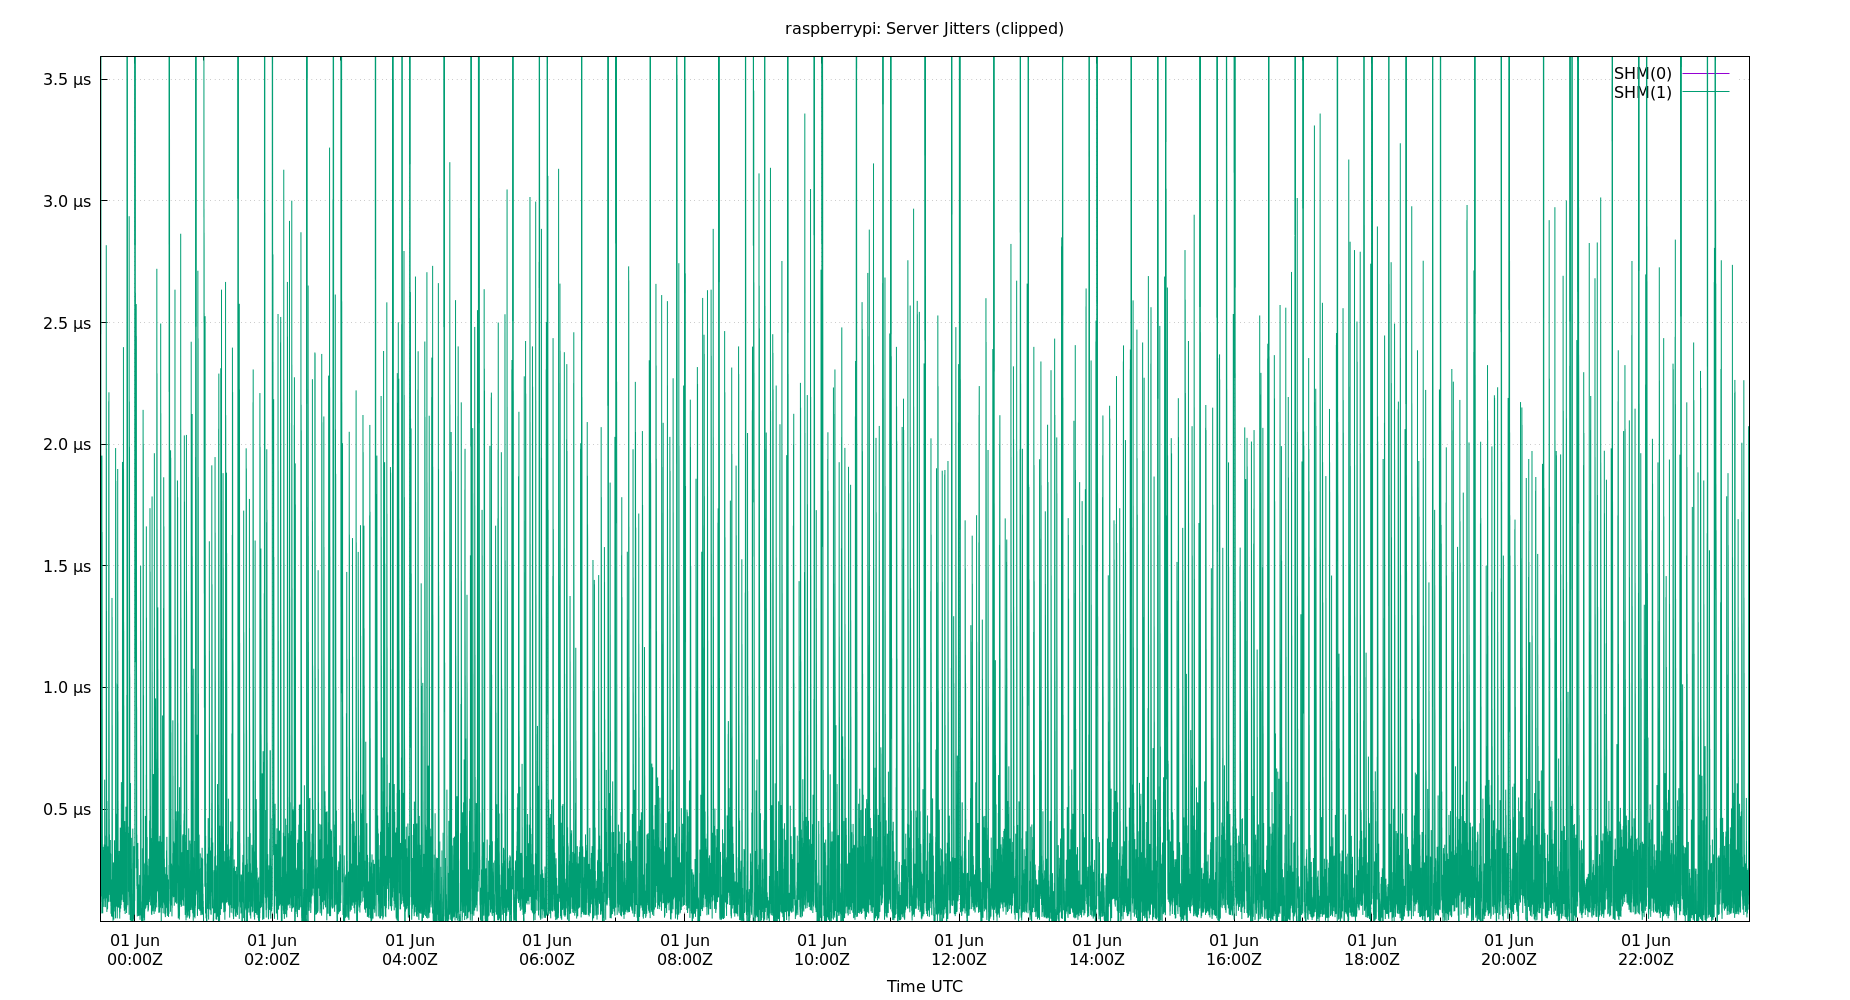 raspberrypi: Server Jitters (clipped)
SHM(0)
SHM(1)
3.5 µs
3.0 µs
2.5 µs
2.0 µs
1.5 µs
1.0 µs
0.5 µs
01 Jun 01 Jun 01 Jun 01 Jun 01 Jun 01 Jun 01 Jun 01 Jun 01 Jun 01 Jun 01 Jun 01 Jun
00:00Z 02:00Z 04:00Z 06:00Z 08:00Z 10:00Z 12:00Z 14:00Z 16:00Z 18:00Z 20:00Z 22:00Z
Time UTC